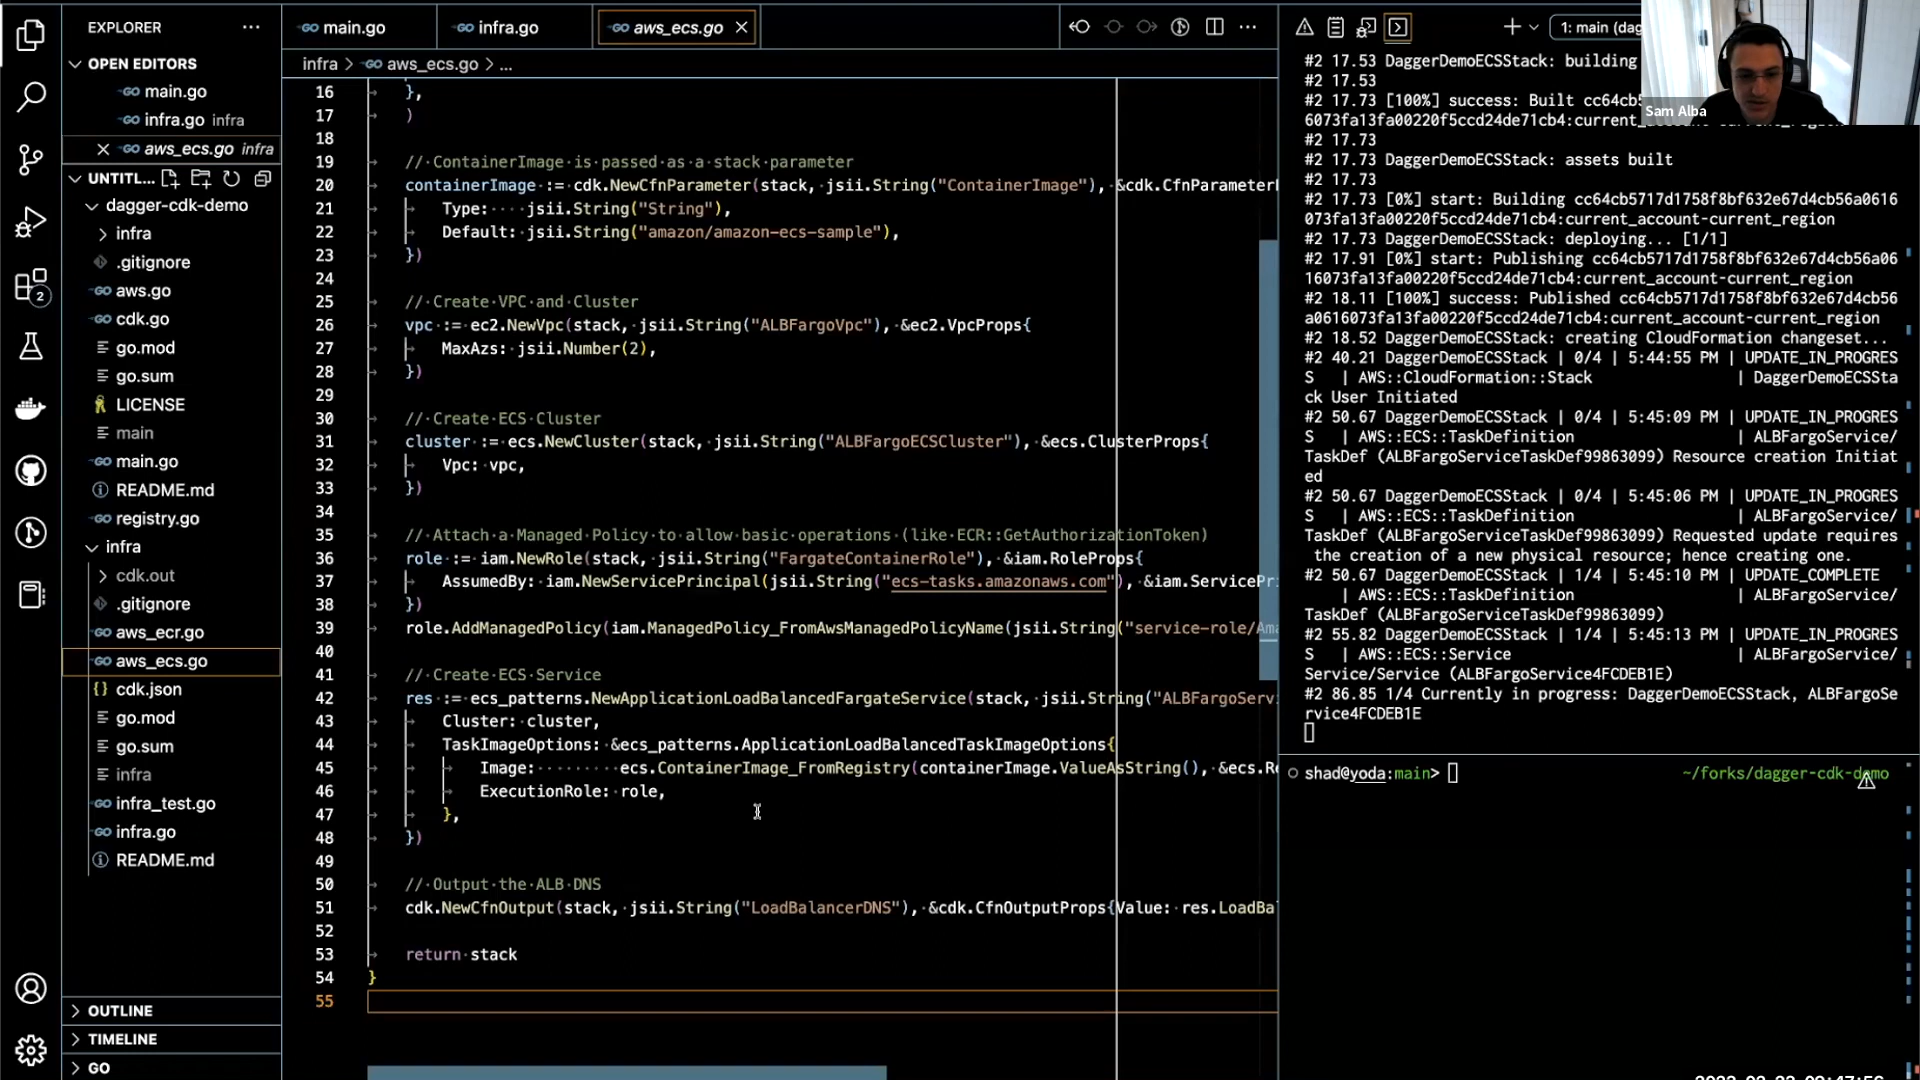 EXPLORER
OPEN EDITORS
main.go
infra.go infra
aws_ecs.go infra
UNTITL...
dagger-cdk-demo
infra
.gitignore
aws.go
cdk.go
go.mod
go.sum
LICENSE
main
main.go
README.md
registry.go
infra
cdk.out
.gitignore
aws_ecr.go
aws_ecs.go
cdk.json
go.mod
go.sum
infra
infra_test.go
infra.go
README.md
OUTLINE
TIMELINE
GO
2
main.go
infra.go
aws_ecs.go
infra > aws_ecs.go > ...
16 },
17 )
18
19 // ContainerImage is passed as a stack parameter
20 containerImage := cdk.NewCfnParameter(stack, jsii.String("ContainerImage"), &cdk.CfnParameter
21 Type: jsii.String("String"),
22 Default: jsii.String("amazon/amazon-ecs-sample"),
23 })
24
25 // Create VPC and Cluster
26 vpc := ec2.NewVpc(stack, jsii.String("ALBFargoVpc"), &ec2.VpcProps{
27 MaxAzs: jsii.Number(2),
28 })
29
30 // Create ECS Cluster
31 cluster := ecs.NewCluster(stack, jsii.String("ALBFargoECSCluster"), &ecs.ClusterProps{
32 Vpc: vpc,
33 })
34
35 // Attach a Managed Policy to allow basic operations (like ECR::GetAuthorizationToken)
36 role := iam.NewRole(stack, jsii.String("FargateContainerRole"), &iam.RoleProps{
37 AssumedBy: iam.NewServicePrincipal(jsii.String("ecs-tasks.amazonaws.com"), &iam.ServicePri
38 })
39 role.AddManagedPolicy(iam.ManagedPolicy_FromAwsManagedPolicyName(jsii.String("service-role/Ama
40
41 // Create ECS Service
42 res := ecs_patterns.NewApplicationLoadBalancedFargateService(stack, jsii.String("ALBFargoServi
43 Cluster: cluster,
44 TaskImageOptions: &ecs_patterns.ApplicationLoadBalancedTaskImageOptions{
45 Image: ecs.ContainerImage_FromRegistry(containerImage.ValueAsString(), &ecs.Re
46 ExecutionRole: role,
47 },
48 })
49
50 // Output the ALB DNS
51 cdk.NewCfnOutput(stack, jsii.String("LoadBalancerDNS"), &cdk.CfnOutputProps{Value: res.LoadBa
52
53 return stack
54 }
55
1: main (dag
Sam Alba
#2 17.53 DaggerDemoECSStack: building
#2 17.53
#2 17.73 [100%] success: Built cc64cb5
6073fa13fa00220f5ccd24de71cb4:current_account-current_region
#2 17.73
#2 17.73 DaggerDemoECSStack: assets built
#2 17.73
#2 17.73 [0%] start: Building cc64cb5717d1758f8bf632e67d4cb56a0616
073fa13fa00220f5ccd24de71cb4:current_account-current_region
#2 17.73 DaggerDemoECSStack: deploying... [1/1]
#2 17.91 [0%] start: Publishing cc64cb5717d1758f8bf632e67d4cb56a06
16073fa13fa00220f5ccd24de71cb4:current_account-current_region
#2 18.11 [100%] success: Published cc64cb5717d1758f8bf632e67d4cb56
a0616073fa13fa00220f5ccd24de71cb4:current_account-current_region
#2 18.52 DaggerDemoECSStack: creating CloudFormation changeset...
#2 40.21 DaggerDemoECSStack | 0/4 | 5:44:55 PM | UPDATE_IN_PROGRES
S | AWS::CloudFormation::Stack | DaggerDemoECSSta
ck User Initiated
#2 50.67 DaggerDemoECSStack | 0/4 | 5:45:09 PM | UPDATE_IN_PROGRES
S | AWS::ECS::TaskDefinition | ALBFargoService/
TaskDef (ALBFargoServiceTaskDef99863099) Resource creation Initiat
ed
#2 50.67 DaggerDemoECSStack | 0/4 | 5:45:06 PM | UPDATE_IN_PROGRES
S | AWS::ECS::TaskDefinition | ALBFargoService/
TaskDef (ALBFargoServiceTaskDef99863099) Requested update requires
the creation of a new physical resource; hence creating one.
#2 50.67 DaggerDemoECSStack | 1/4 | 5:45:10 PM | UPDATE_COMPLETE
| AWS::ECS::TaskDefinition | ALBFargoService/
TaskDef (ALBFargoServiceTaskDef99863099)
#2 55.82 DaggerDemoECSStack | 1/4 | 5:45:13 PM | UPDATE_IN_PROGRES
S | AWS::ECS::Service | ALBFargoService/
Service/Service (ALBFargoService4FCDEB1E)
#2 86.85 1/4 Currently in progress: DaggerDemoECSStack, ALBFargoSe
rvice4FCDEB1E
shad@yoda:main> ~/forks/dagger-cdk-demo